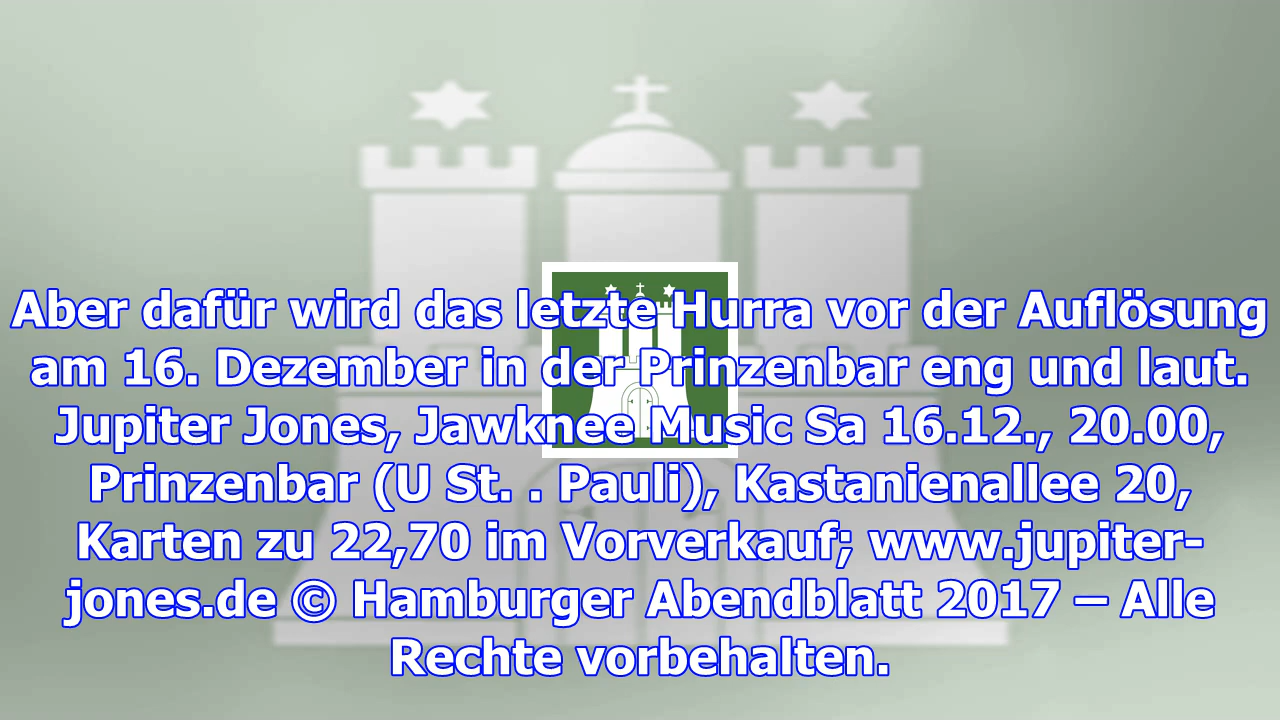 Aber dafür wird das letzte Hurra vor der Auflösung
am 16. Dezember in der Prinzenbar eng und laut.
Jupiter Jones, Jawknee Music Sa 16.12., 20.00,
Prinzenbar (U St. . Pauli), Kastanienallee 20,
Karten zu 22,70 im Vorverkauf; www.jupiter-
jones.de © Hamburger Abendblatt 2017 – Alle
Rechte vorbehalten.